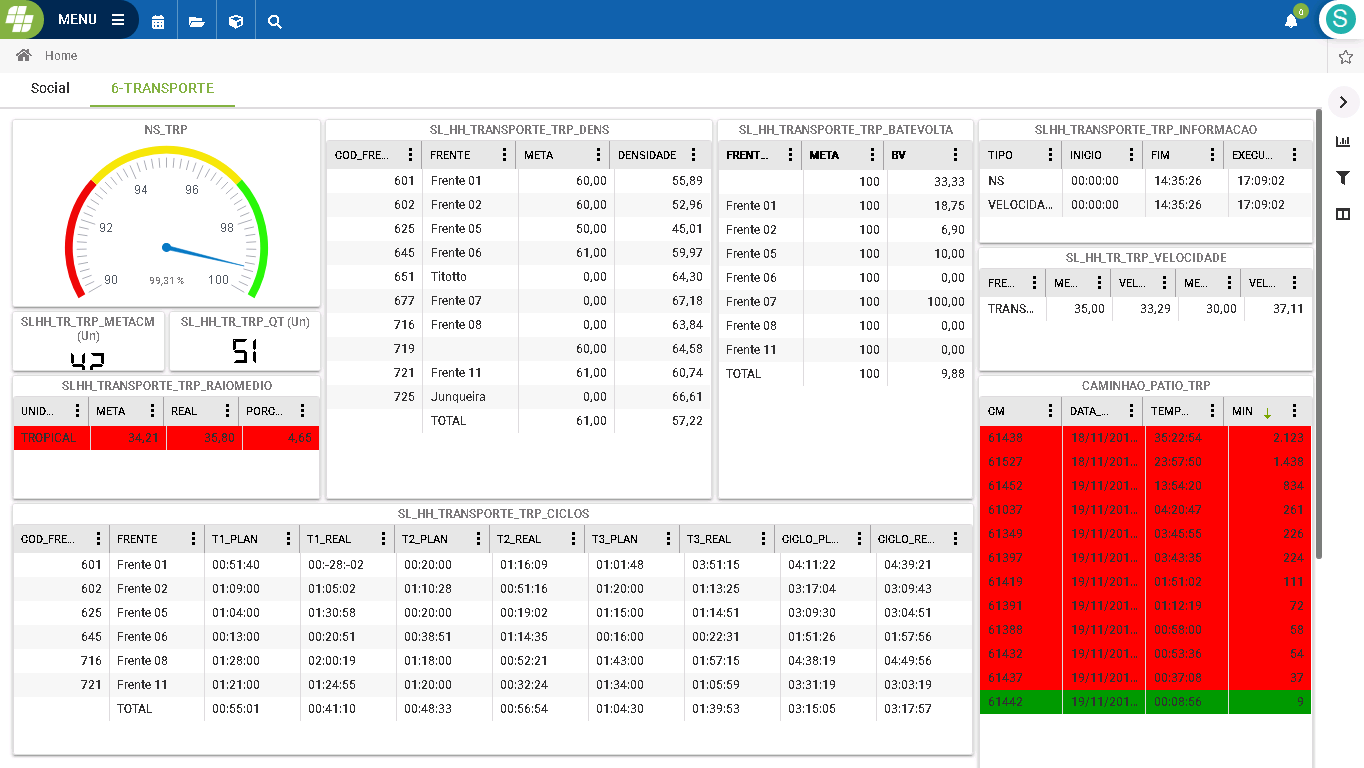 MENU
0
S
Home
Social 6-TRANSPORTE
NS_TRP
94 96
92 98
90 99,31 % 100
SLHH_TR_TRP_METACM (Un)
42
SL_HH_TR_TRP_QT (Un)
51
SLHH_TRANSPORTE_TRP_RAIOMEDIO
UNID... META REAL PORC...
TROPICAL 34,21 35,80 4,65
SL_HH_TRANSPORTE_TRP_DENS
COD_FRE... FRENTE META DENSIDADE
601 Frente 01 60,00 55,89
602 Frente 02 60,00 52,96
625 Frente 05 50,00 45,01
645 Frente 06 61,00 59,97
651 Titotto 0,00 64,30
677 Frente 07 0,00 67,18
716 Frente 08 0,00 63,84
719 60,00 64,58
721 Frente 11 61,00 60,74
725 Junqueira 0,00 66,61
TOTAL 61,00 57,22
SL_HH_TRANSPORTE_TRP_BATEVOLTA
FRENT... META BV
100 33,33
Frente 01 100 18,75
Frente 02 100 6,90
Frente 05 100 10,00
Frente 06 100 0,00
Frente 07 100 100,00
Frente 08 100 0,00
Frente 11 100 0,00
TOTAL 100 9,88
SLHH_TRANSPORTE_TRP_INFORMACAO
TIPO INICIO FIM EXECU...
NS 00:00:00 14:35:26 17:09:02
VELOCIDA... 00:00:00 14:35:26 17:09:02
SL_HH_TR_TRP_VELOCIDADE
FRE... ME... VEL... ME... VEL...
TRANS... 35,00 33,29 30,00 37,11
CAMINHAO_PATIO_TRP
CM DATA_... TEMP... MIN
61438 18/11/201... 35:22:54 2.123
61527 18/11/201... 23:57:50 1.438
61452 19/11/201... 13:54:20 834
61037 19/11/201... 04:20:47 261
61349 19/11/201... 03:45:55 226
61397 19/11/201... 03:43:35 224
61419 19/11/201... 01:51:02 111
61391 19/11/201... 01:12:19 72
61388 19/11/201... 00:58:00 58
61432 19/11/201... 00:53:36 54
61437 19/11/201... 00:37:08 37
61442 19/11/201... 00:08:56 9
SL_HH_TRANSPORTE_TRP_CICLOS
COD_FRE... FRENTE T1_PLAN T1_REAL T2_PLAN T2_REAL T3_PLAN T3_REAL CICLO_PL... CICLO_RE...
601 Frente 01 00:51:40 00:-28:-02 00:20:00 01:16:09 01:01:48 03:51:15 04:11:22 04:39:21
602 Frente 02 01:09:00 01:05:02 01:10:28 00:51:16 01:20:00 01:13:25 03:17:04 03:09:43
625 Frente 05 01:04:00 01:30:58 00:20:00 00:19:02 01:15:00 01:14:51 03:09:30 03:04:51
645 Frente 06 00:13:00 00:20:51 00:38:51 01:14:35 00:16:00 00:22:31 01:51:26 01:57:56
716 Frente 08 01:28:00 02:00:19 01:18:00 00:52:21 01:43:00 01:57:15 04:38:19 04:49:56
721 Frente 11 01:21:00 01:24:55 01:20:00 00:32:24 01:34:00 01:05:59 03:31:19 03:03:19
TOTAL 00:55:01 00:41:10 00:48:33 00:56:54 01:04:30 01:39:53 03:15:05 03:17:57